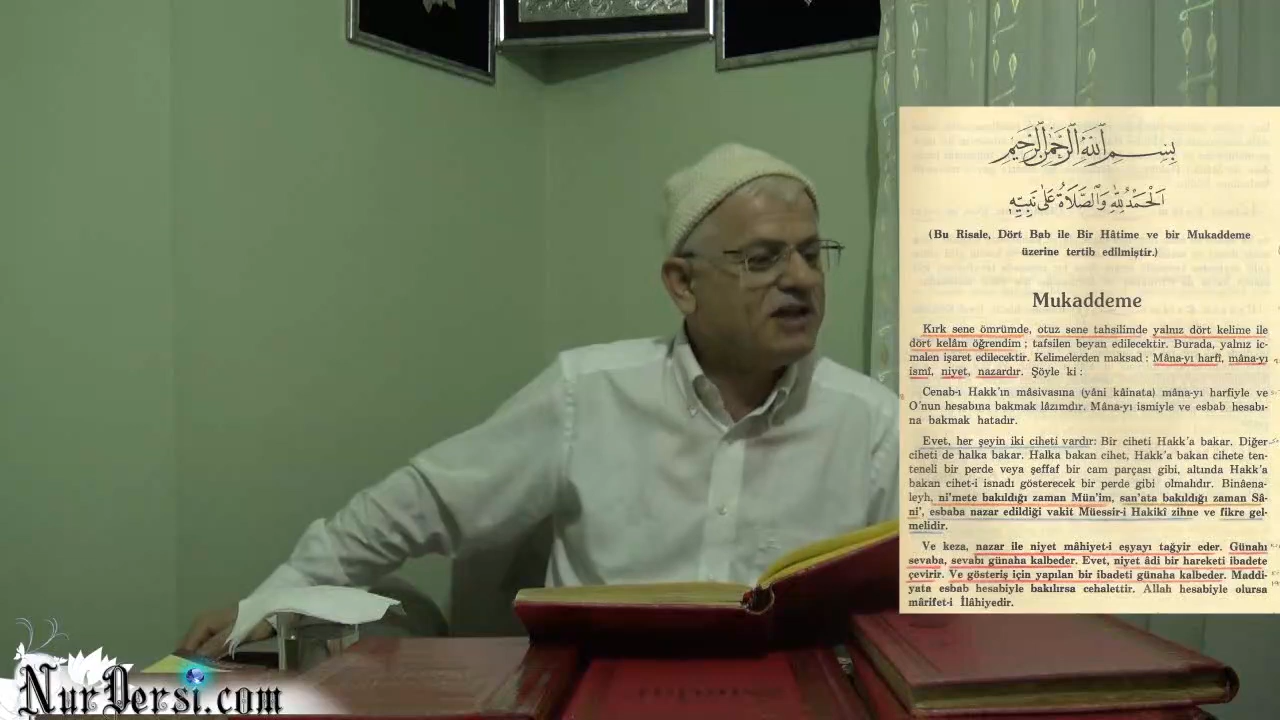 بِسْــمِ اللّٰهِ الرَّحْمٰنِ الرَّحِيمِ
اَلْحَمْدُ لِلّٰهِ وَالصَّلَاةُ عَلٰى نَبِيِّهِ
(Bu Risale, Dört Bab ile Bir Hâtime ve bir Mukaddeme
üzerine tertib edilmiştir.)
Mukaddeme
Kırk sene ömrümde, otuz sene tahsilimde yalnız dört kelime ile
dört kelâm öğrendim ; tafsilen beyan edilecektir. Burada, yalnız ic-
malen işaret edilecektir. Kelimelerden maksad : Mâna-yı harfî, mâna-yı
ismî, niyet, nazardır. Şöyle ki :
Cenab-ı Hakk'ın mâsivasına (yâni kâinata) mâna-yı harfiyle ve
O'nun hesabına bakmak lâzımdır. Mâna-yı ismiyle ve esbab hesabı-
na bakmak hatadır.
Evet, her şeyin iki ciheti vardır: Bir ciheti Hakk'a bakar. Diğer
ciheti de halka bakar. Halka bakan cihet, Hakk'a bakan cihete ten-
teneli bir perde veya şeffaf bir cam parçası gibi, altında Hakk'a
bakan cihet-i isnadı gösterecek bir perde gibi olmalıdır. Binâena-
leyh, ni'mete bakıldığı zaman Mün'im, san'ata bakıldığı zaman Sâ-
ni', esbaba nazar edildiği vakit Müessir-i Hakikî zihne ve fikre gel-
melidir.
Ve keza, nazar ile niyet mâhiyet-i eşyayı tağyir eder. Günahı
sevaba, sevabı günaha kalbeder. Evet, niyet âdi bir hareketi ibadete
çevirir. Ve gösteriş için yapılan bir ibadeti günaha kalbeder. Maddi-
yata esbab hesabiyle bakılırsa cehalettir. Allah hesabiyle olursa
mârifet-i İlâhiyedir.
NurDersi.com